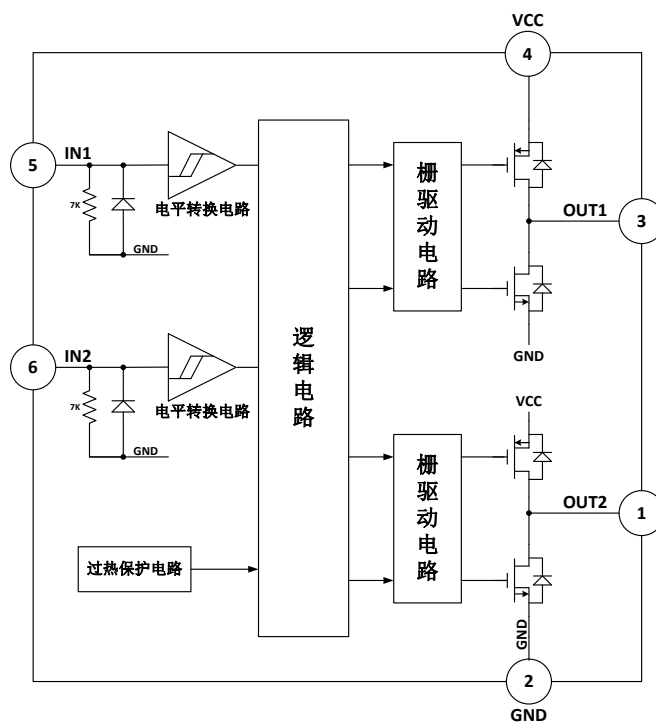 VCC
4
5
IN1
7K
GND
电平转换电路
栅驱动电路
OUT1
3
GND
6
IN2
7K
GND
电平转换电路
逻辑电路
VCC
栅驱动电路
OUT2
1
过热保护电路
GND
2
GND